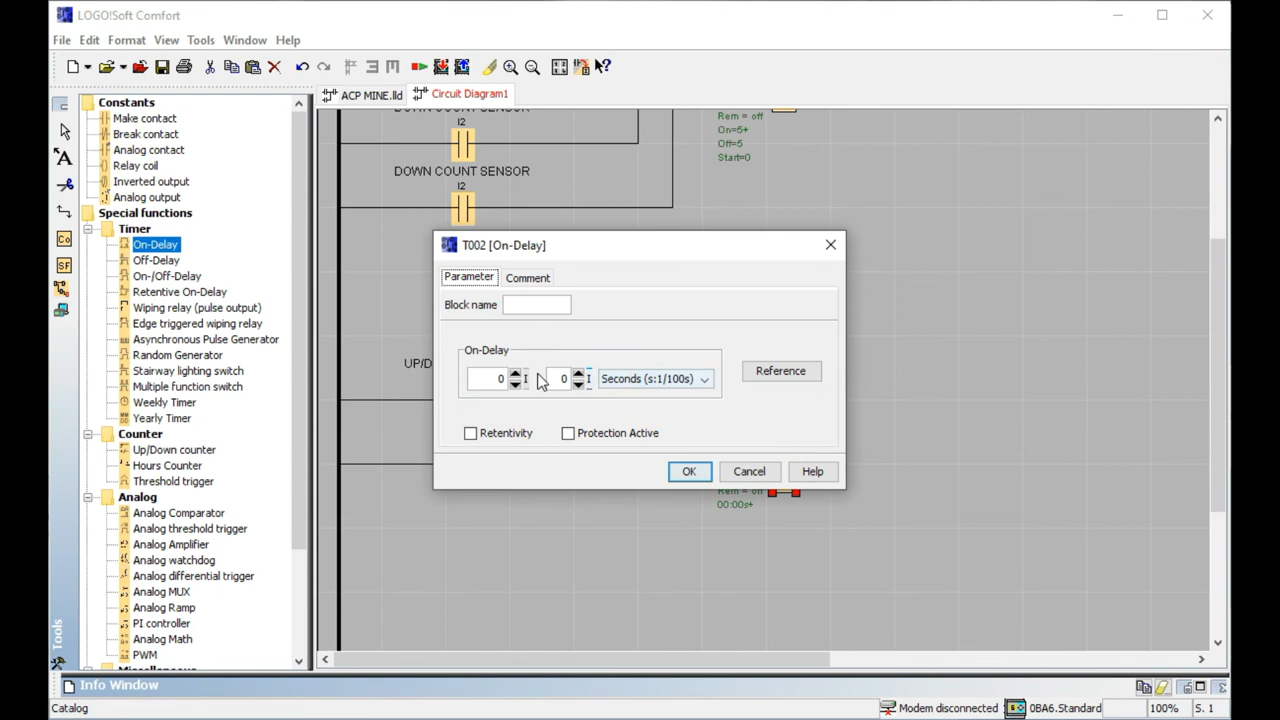 LOGO!Soft Comfort
File Edit Format View Tools Window Help
ACP MINE.lld
Circuit Diagram1
Constants
Make contact
Break contact
Analog contact
Relay coil
Inverted output
Analog output
Special functions
Timer
On-Delay
Off-Delay
On-/Off-Delay
Retentive On-Delay
Wiping relay (pulse output)
Edge triggered wiping relay
Asynchronous Pulse Generator
Random Generator
Stairway lighting switch
Multiple function switch
Weekly Timer
Yearly Timer
Counter
Up/Down counter
Hours Counter
Threshold trigger
Analog
Analog Comparator
Analog threshold trigger
Analog Amplifier
Analog watchdog
Analog differential trigger
Analog MUX
Analog Ramp
PI controller
Analog Math
PWM
Miscellaneous
A
Co
SF
Tools
DOWN COUNT SENSOR
I2
DOWN COUNT SENSOR
I2
Rem = off
On=5+
Off=5
Start=0
UP/D
T002 [On-Delay]
Parameter Comment
Block name
On-Delay
0 0 Seconds (s:1/100s)
Reference
Retentivity Protection Active
OK Cancel Help
Rem = off
00:00s+
Info Window
Catalog
Modem disconnected 0BA6.Standard 100% S. 1